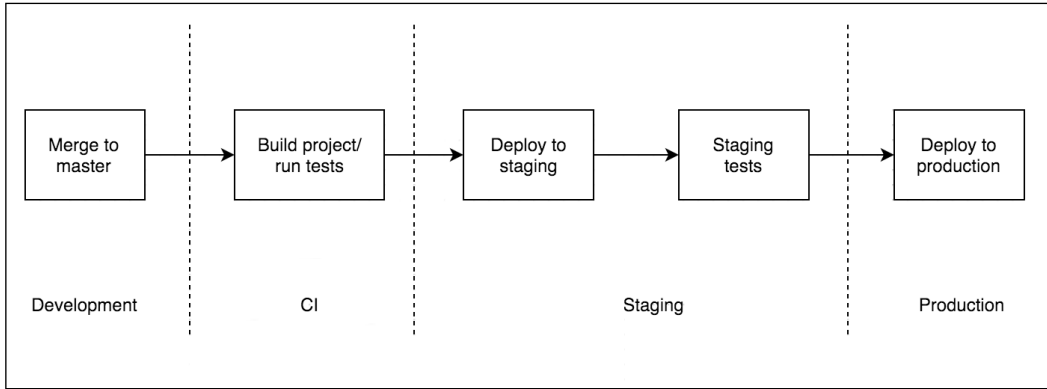 Merge to
master
Build project/
run tests
Deploy to
staging
Staging
tests
Deploy to
production
Development
CI
Staging
Production